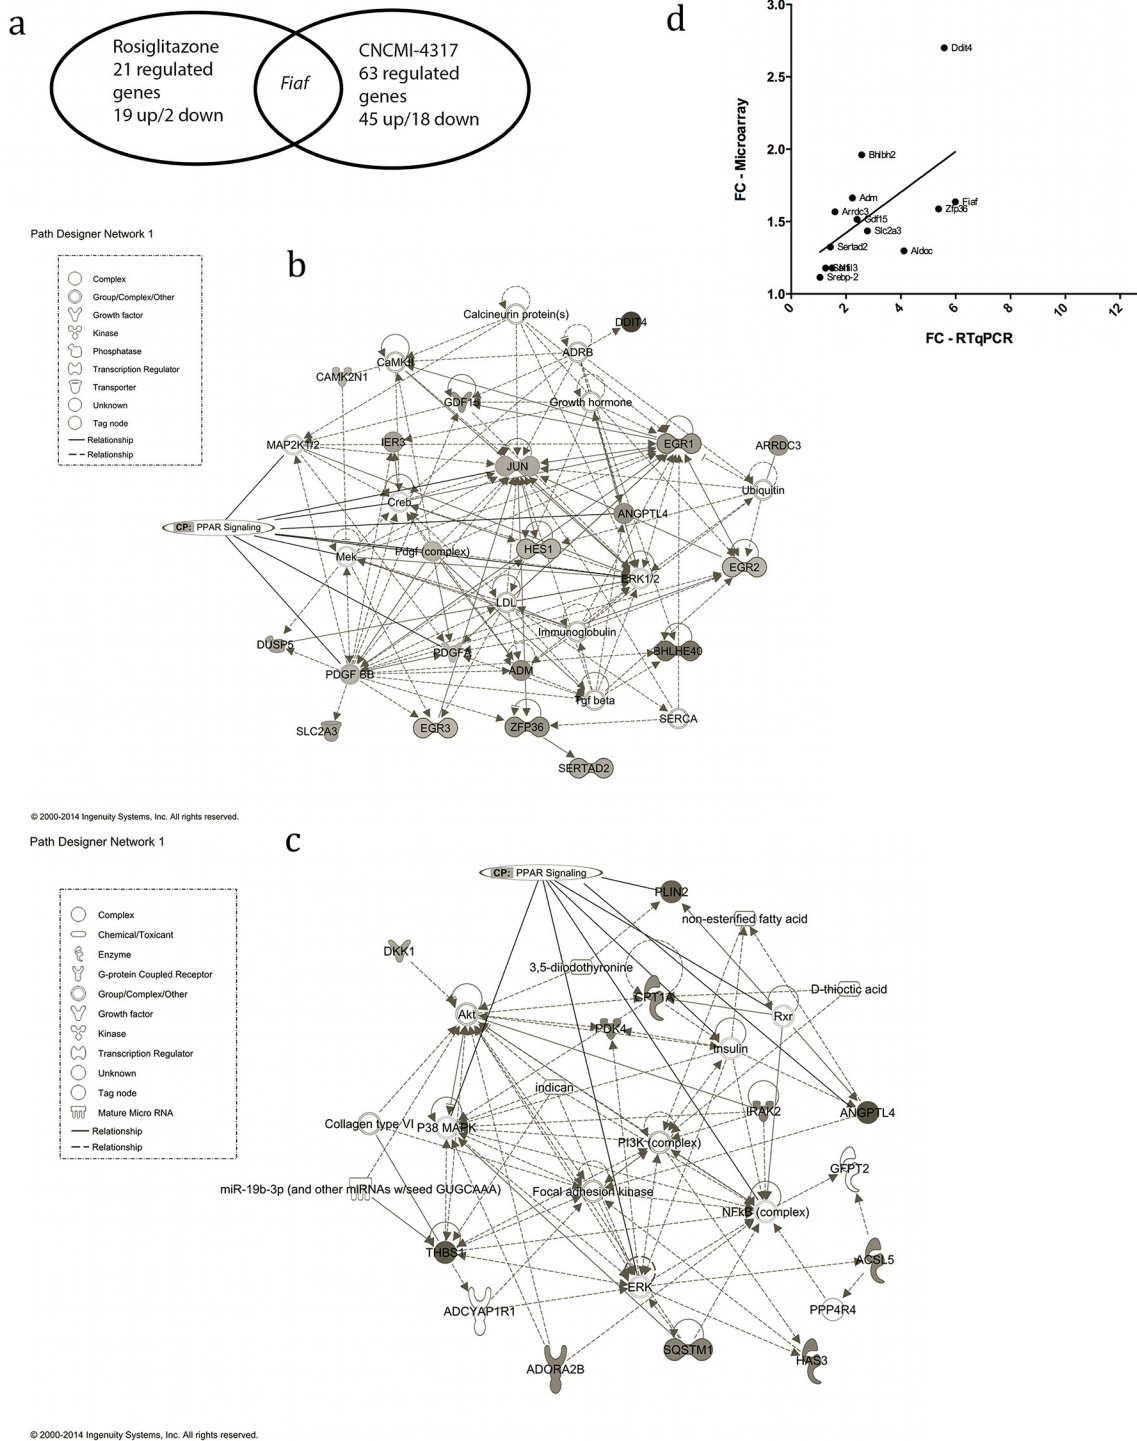 a
Rosiglitazone
21 regulated
genes
19 up/2 down
Fiaf
CNCMI-4317
63 regulated
genes
45 up/18 down
d
3.0
2.5
2.0
1.5
1.0
FC - Microarray
Ddit4
Bhlbh2
Adm
Arrdc3
Gdf15
Fiaf
Zfp36
Slc2a3
Sertad2
Aldoc
Srebp-2
0
2
4
6
8
10
12
FC - RTqPCR
Path Designer Network 1
Complex
Group/Complex/Other
Growth factor
Kinase
Phosphatase
Transcription Regulator
Transporter
Unknown
Tag node
Relationship
Relationship
b
Calcineurin protein(s)
DDIT4
ADRB
CaMKII
CAMK2N1
GDF15
Growth hormone
MAP2K1/2
IER3
EGR1
ARRDC3
JUN
Ubiquitin
Creb
ANGPTL4
CP: PPAR Signaling
HES1
Mek
Pdgf (complex)
EGR2
ERK1/2
LDL
Immunoglobulin
DUSP5
PDGFA
BHLHE40
PDGF BB
ADM
Tgf beta
SLC2A3
EGR3
ZFP36
SERCA
SERTAD2
© 2000-2014 Ingenuity Systems, Inc. All rights reserved.
Path Designer Network 1
c
Complex
Chemical/Toxicant
Enzyme
G-protein Coupled Receptor
Group/Complex/Other
Growth factor
Kinase
Transcription Regulator
Unknown
Tag node
Mature Micro RNA
Relationship
Relationship
CP: PPAR Signaling
PLIN2
non-esterified fatty acid
DKK1
3,5-diiodothyronine
CPT1A
D-thioctic acid
Akt
Rxr
PDK4
Insulin
indican
IRAK2
ANGPTL4
Collagen type VI
P38 MAPK
PI3K (complex)
GFPT2
miR-19b-3p (and other miRNAs w/seed GUGCAAA)
Focal adhesion kinase
NFkB (complex)
THBS1
ACSL5
ERK
ADCYAP1R1
PPP4R4
SQSTM1
HAS3
ADORA2B
© 2000-2014 Ingenuity Systems, Inc. All rights reserved.